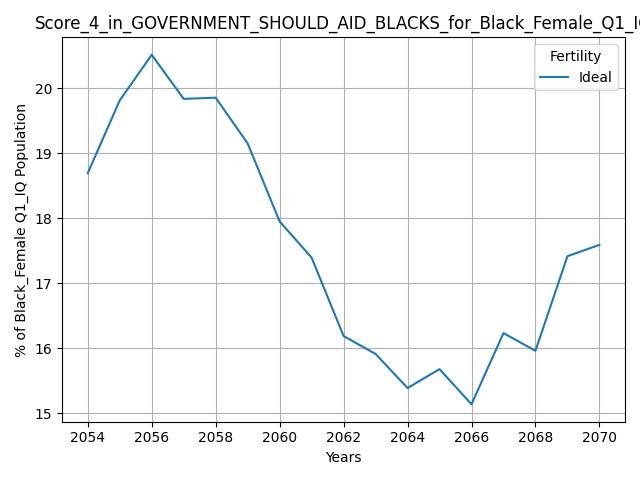 Score_4_in_GOVERNMENT_SHOULD_AID_BLACKS_for_Black_Female_Q1_IQ
Fertility
Ideal
% of Black_Female Q1_IQ Population
20
19
18
17
16
15
2054 2056 2058 2060 2062 2064 2066 2068 2070
Years